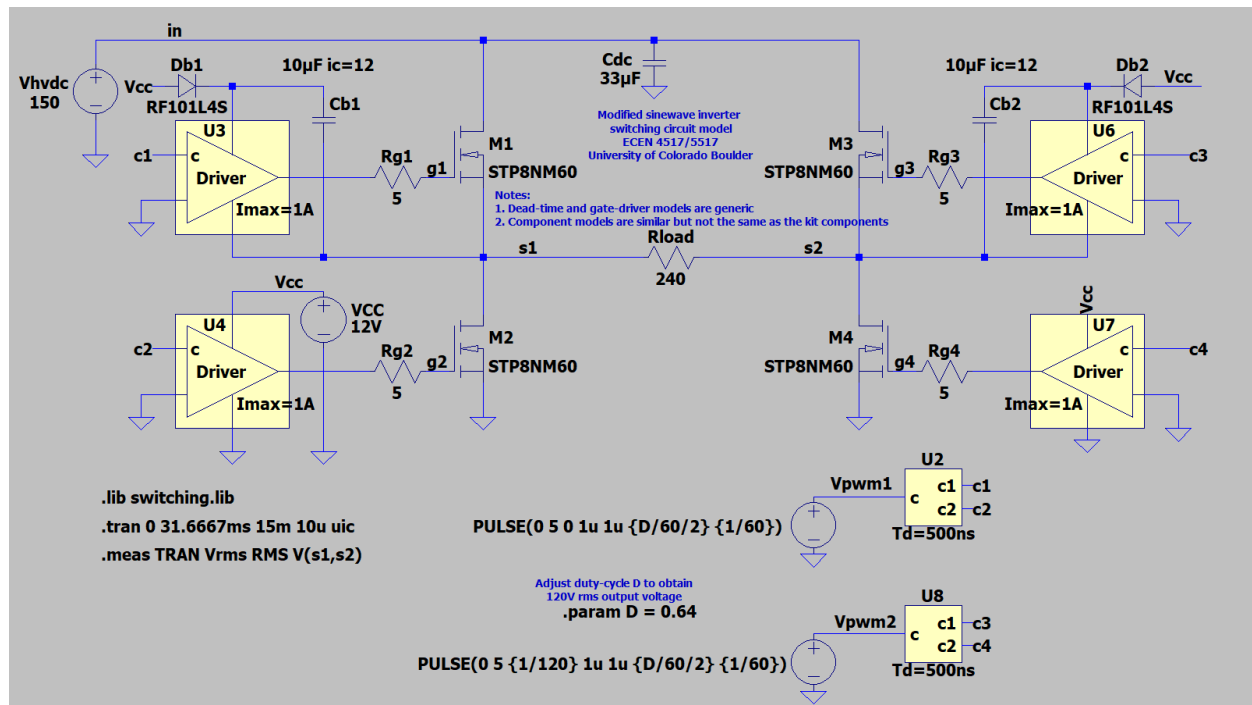 in
Vhvdc
150
Vcc
Db1
RF101L4S
10µF ic=12
Cb1
U3
c1
c
Driver
Imax=1A
Rg1
5
g1
M1
STP8NM60
Cdc
33µF
Modified sinewave inverter
switching circuit model
ECEN 4517/5517
University of Colorado Boulder
Notes:
1. Dead-time and gate-driver models are generic
2. Component models are similar but not the same as the kit components
M3
STP8NM60
g3
Rg3
5
10µF ic=12
Cb2
Db2
Vcc
RF101L4S
U6
c
c3
Driver
Imax=1A
s1
Rload
240
s2
Vcc
VCC
12V
U4
c2
c
Driver
Imax=1A
Rg2
5
g2
M2
STP8NM60
M4
STP8NM60
g4
Rg4
5
Vcc
U7
c
c4
Driver
Imax=1A
.lib switching.lib
.tran 0 31.6667ms 15m 10u uic
.meas TRAN Vrms RMS V(s1,s2)
Vpwm1
PULSE(0 5 0 1u 1u {D/60/2} {1/60})
U2
c
c1
c1
c2
c2
Td=500ns
Adjust duty-cycle D to obtain
120V rms output voltage
.param D = 0.64
Vpwm2
PULSE(0 5 {1/120} 1u 1u {D/60/2} {1/60})
U8
c
c1
c3
c2
c4
Td=500ns